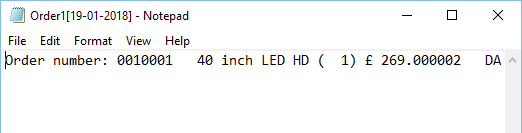 Order1[19-01-2018] - Notepad
File Edit Format View Help
Order number: 0010001   40 inch LED HD (  1) £ 269.000002   DA